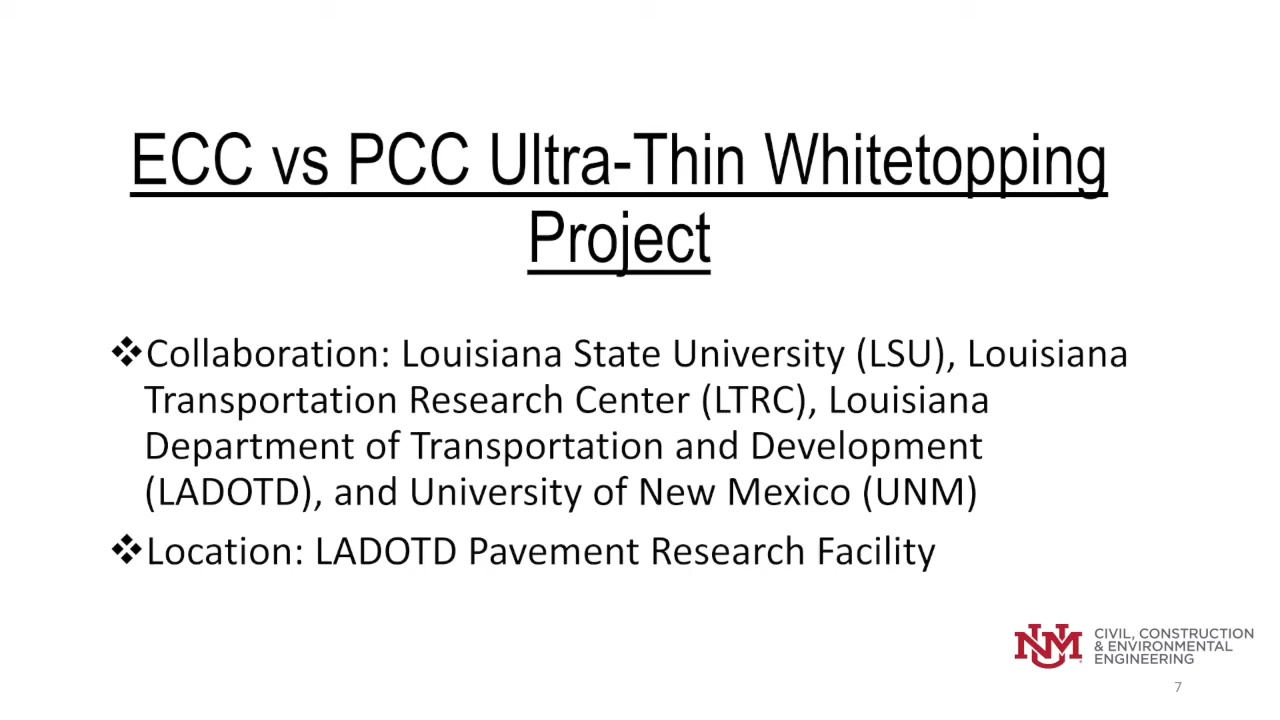 ECC vs PCC Ultra-Thin Whitetopping
Project
❖Collaboration: Louisiana State University (LSU), Louisiana
Transportation Research Center (LTRC), Louisiana
Department of Transportation and Development
(LADOTD), and University of New Mexico (UNM)
❖Location: LADOTD Pavement Research Facility
UNM
CIVIL, CONSTRUCTION
& ENVIRONMENTAL
ENGINEERING
7